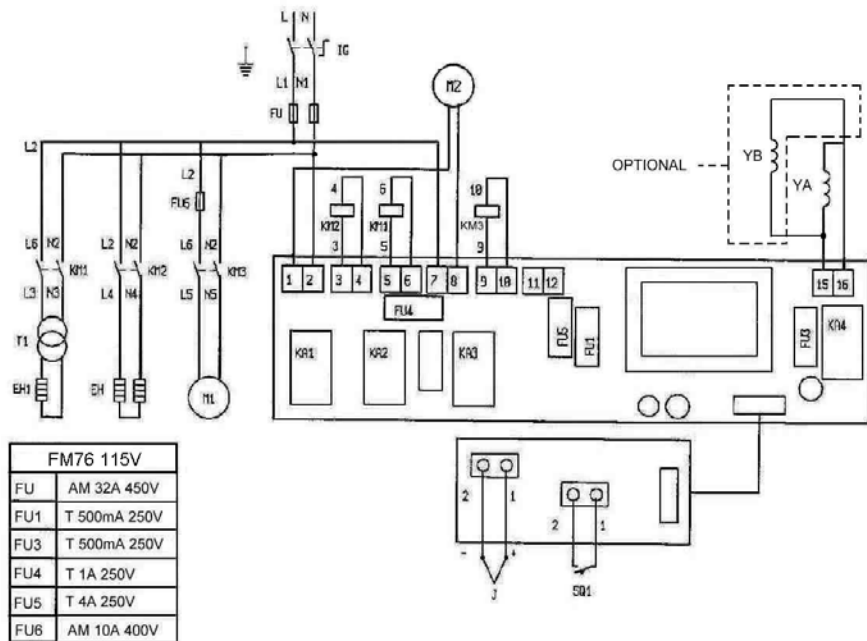 L N
IG
L1 N1
FU
M2
L2
L2
FU6
4 6 10
KM2 KM1 KM3
3 5 9
OPTIONAL
YB
YA
L6 N2 L2 N2 L6 N2
KM1 KM2 KM3
L3 N3 L4 N4 L5 N5
1 2 3 4 5 6 7 8 9 10 11 12 15 16
FU4
FU5
FU1
FU3
KA4
KA1 KA2 KA3
T1
EH1 EH M1
2 1
2 1
- +
J SQ1
FM76 115V
FU AM 32A 450V
FU1 T 500mA 250V
FU3 T 500mA 250V
FU4 T 1A 250V
FU5 T 4A 250V
FU6 AM 10A 400V